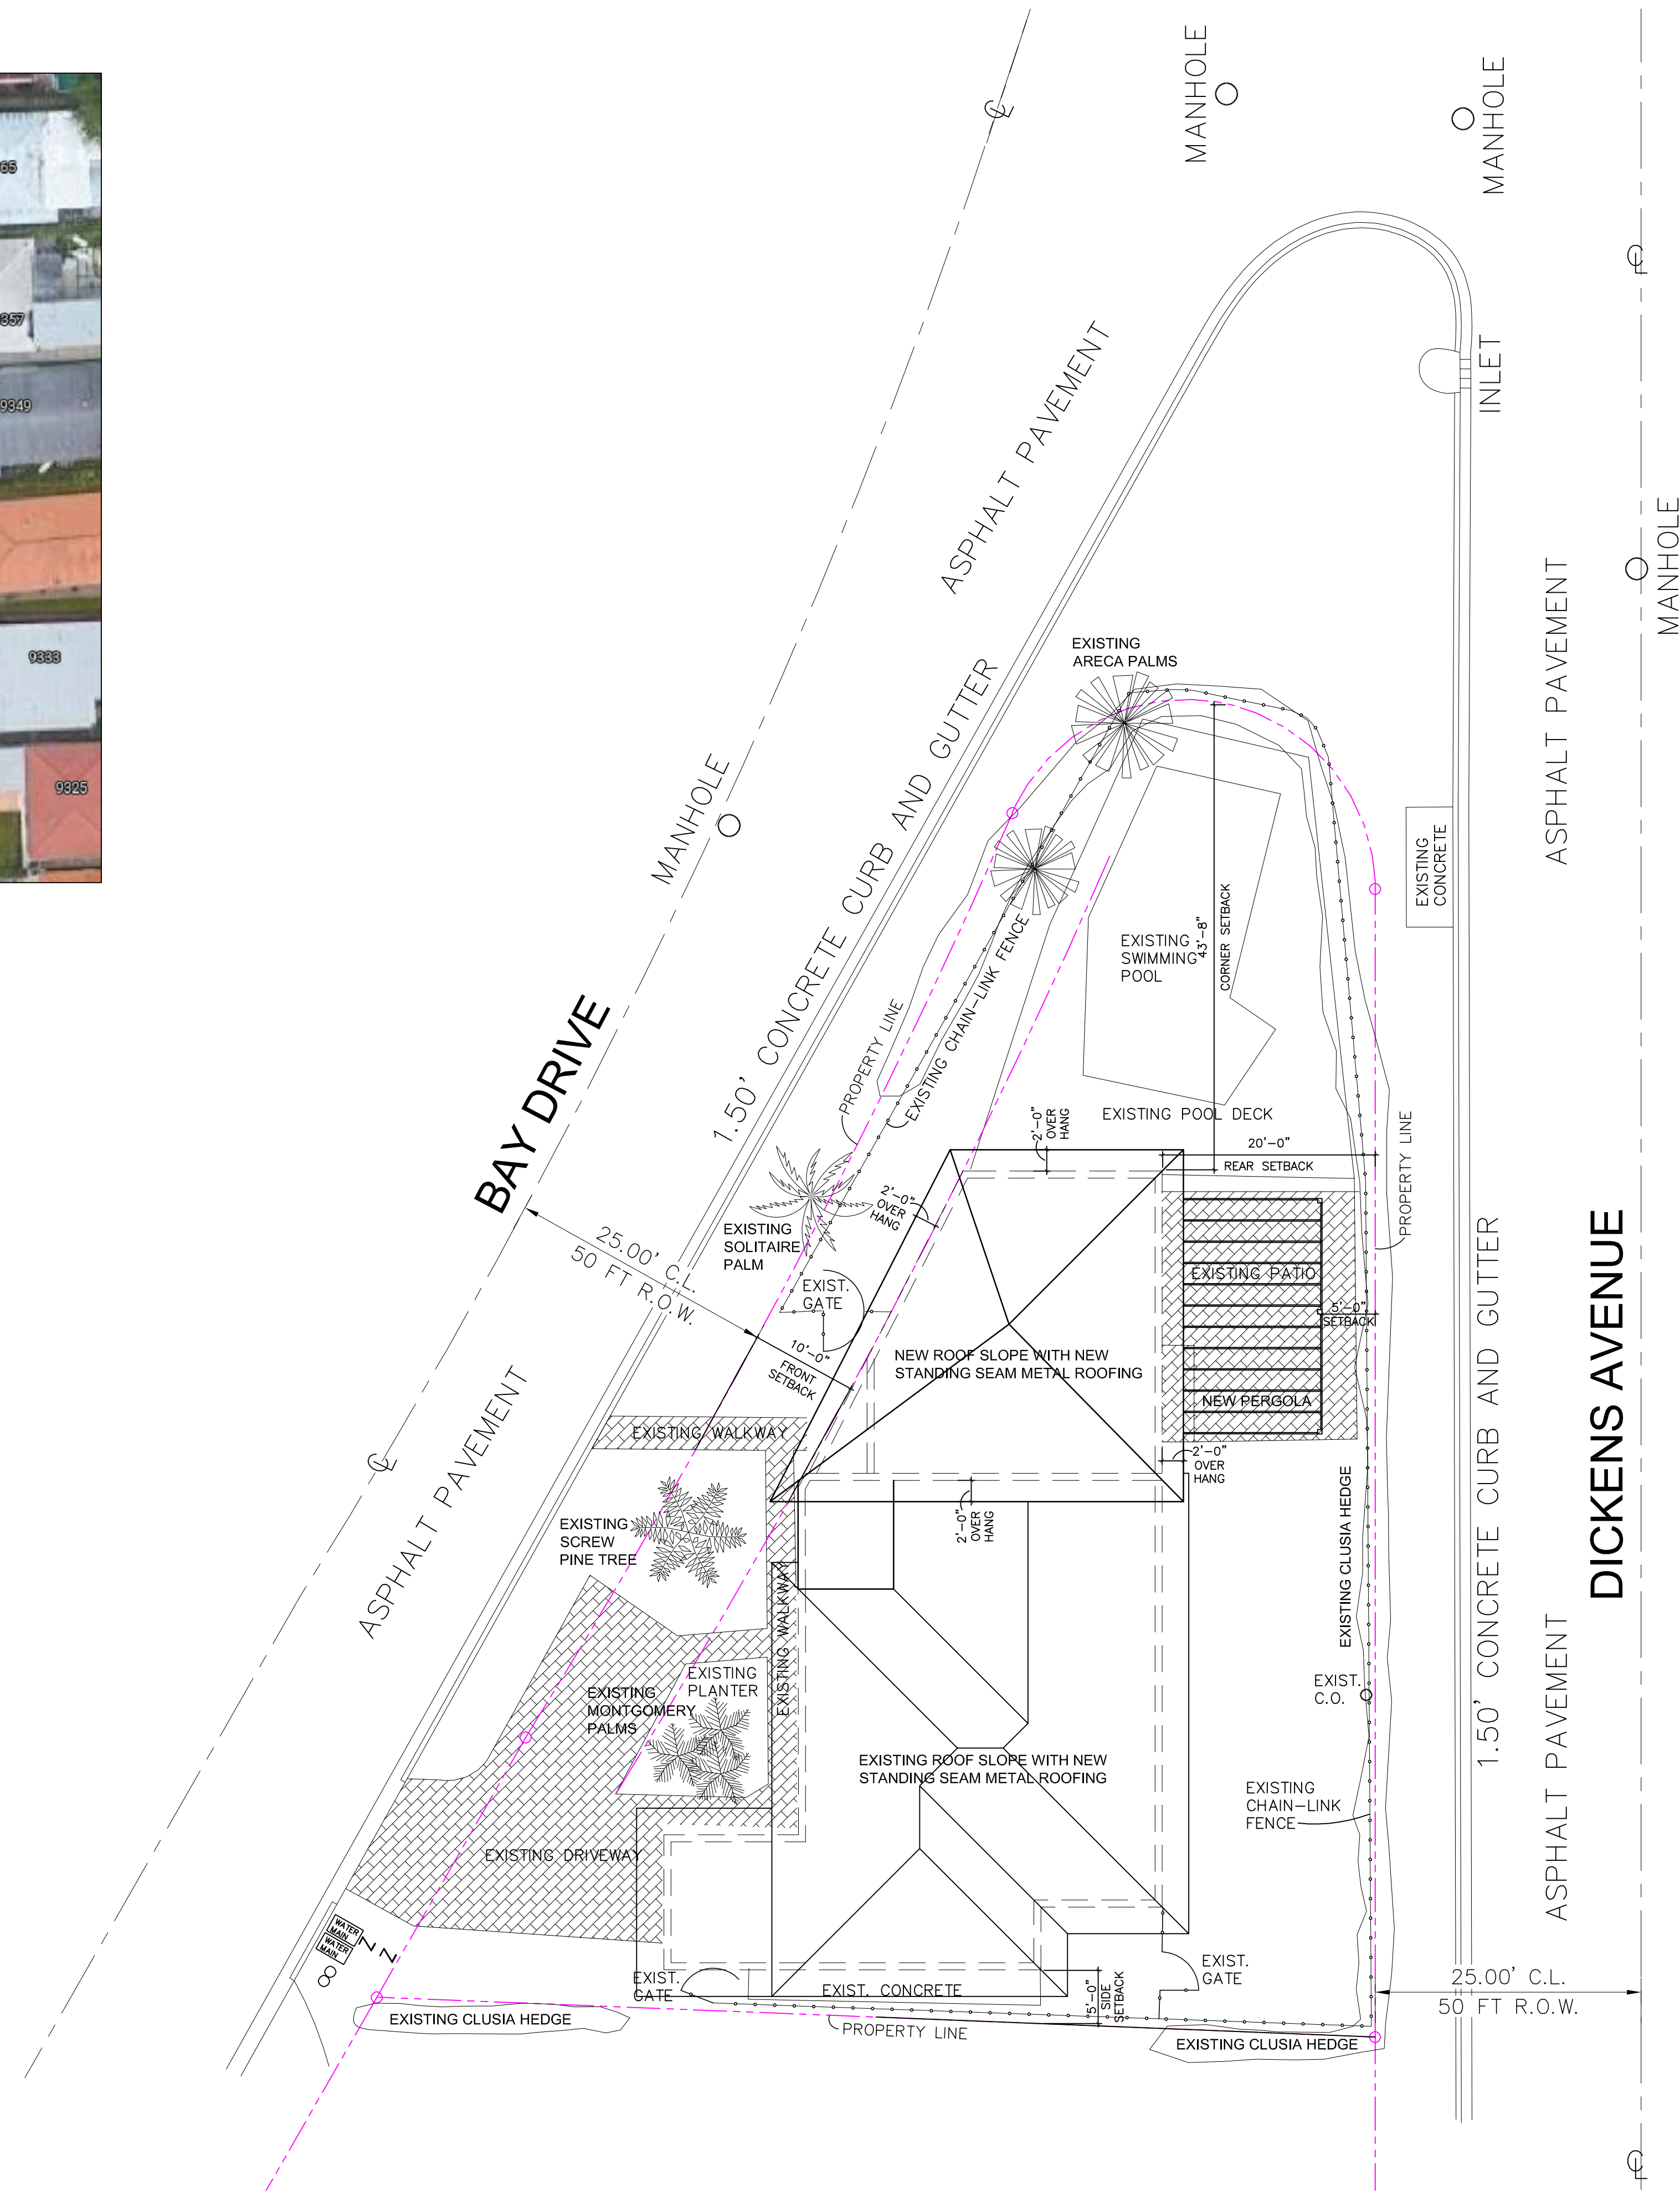 65
357
9349
9333
9325
MANHOLE
MANHOLE
INLET
ASPHALT PAVEMENT
MANHOLE
ASPHALT PAVEMENT
EXISTING
ARECA PALMS
MANHOLE
1.50' CONCRETE CURB AND GUTTER
EXISTING
CONCRETE
BAY DRIVE
PROPERTY LINE
EXISTING CHAIN-LINK FENCE
EXISTING
SWIMMING
POOL
43'-8"
CORNER SETBACK
EXISTING POOL DECK
2'-0"
OVER
HANG
20'-0"
REAR SETBACK
PROPERTY LINE
2'-0"
OVER
HANG
EXISTING
SOLITAIRE
PALM
25.00' C.L.
50 FT R.O.W.
EXIST.
GATE
EXISTING PATIO
5'-0"
SETBACK
10'-0"
FRONT
SETBACK
NEW ROOF SLOPE WITH NEW
STANDING SEAM METAL ROOFING
NEW PERGOLA
1.50' CONCRETE CURB AND GUTTER
DICKENS AVENUE
ASPHALT PAVEMENT
EXISTING WALKWAY
2'-0"
OVER
HANG
2'-0"
OVER
HANG
EXISTING CLUSIA HEDGE
EXISTING
SCREW
PINE TREE
EXISTING WALKWAY
EXISTING
PLANTER
EXISTING
MONTGOMERY
PALMS
EXIST.
C.O.
ASPHALT PAVEMENT
EXISTING ROOF SLOPE WITH NEW
STANDING SEAM METAL ROOFING
EXISTING
CHAIN-LINK
FENCE
EXISTING DRIVEWAY
WATER
MAIN
WATER
MAIN
EXIST.
GATE
EXIST. CONCRETE
5'-0"
SIDE
SETBACK
EXIST.
GATE
25.00' C.L.
50 FT R.O.W.
EXISTING CLUSIA HEDGE
PROPERTY LINE
EXISTING CLUSIA HEDGE